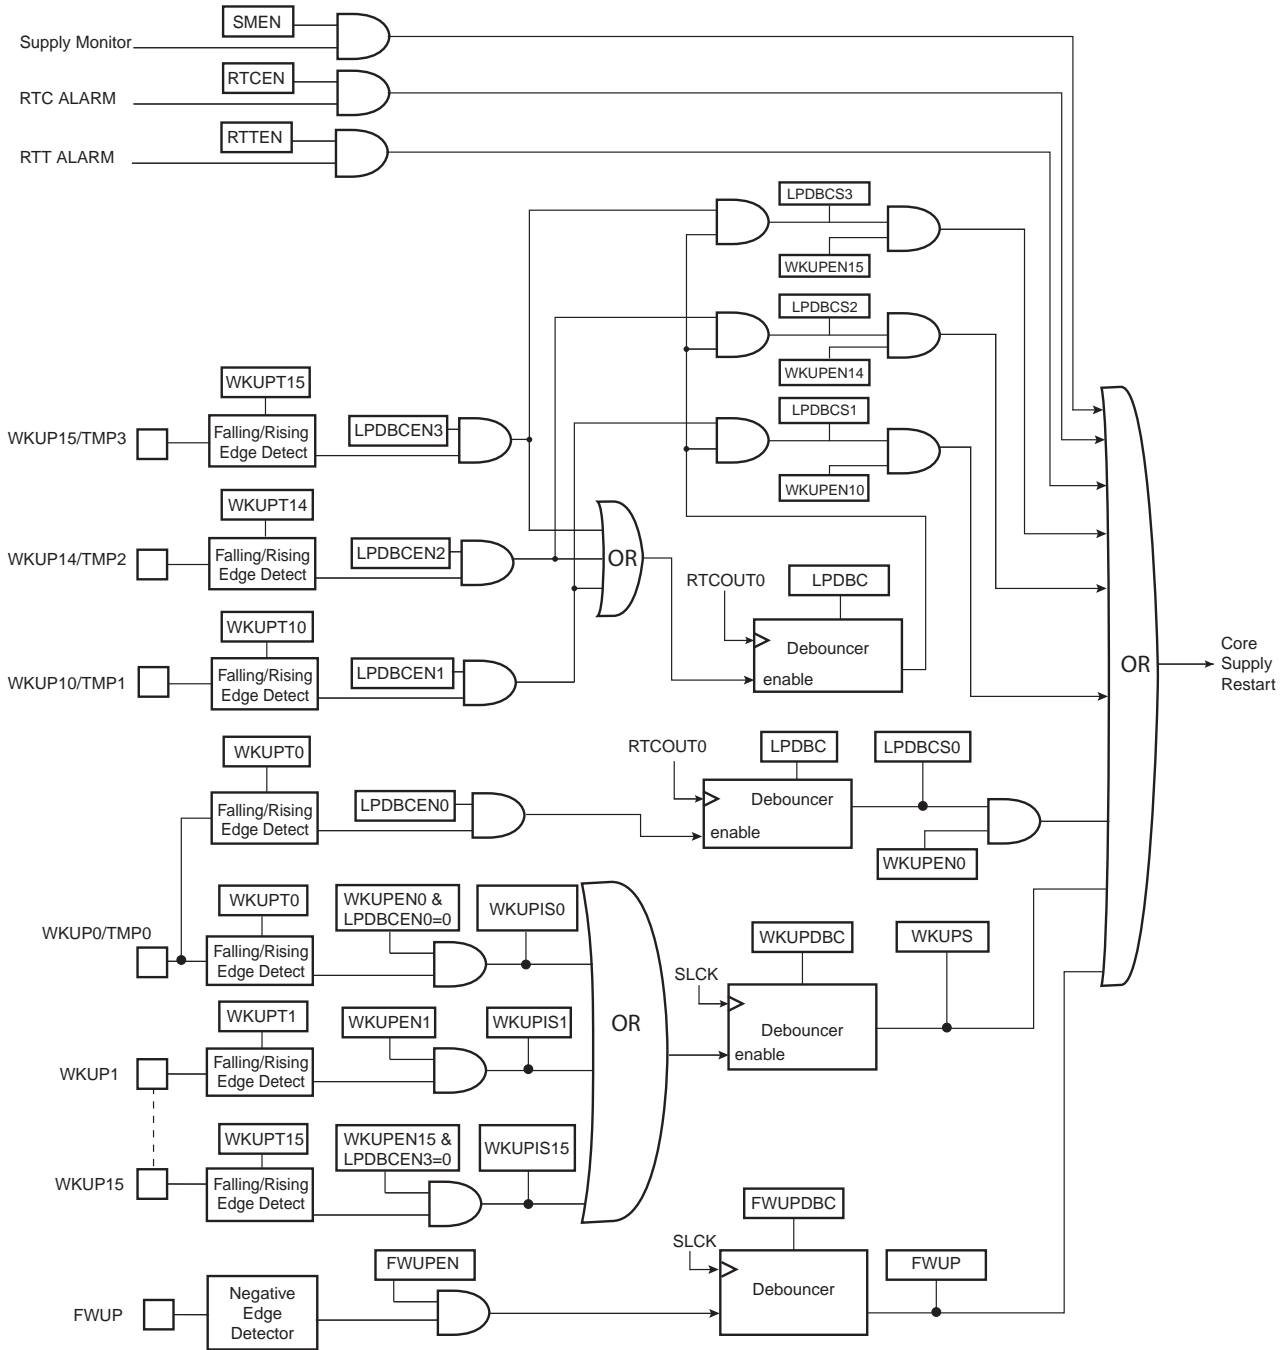 SMEN
Supply Monitor
RTCEN
RTC ALARM
RTTEN
RTT ALARM
LPDBCS3
WKUPEN15
LPDBCS2
WKUPEN14
WKUPT15
LPDBCS1
WKUP15/TMP3
Falling/Rising
Edge Detect
LPDBCEN3
WKUPEN10
WKUPT14
WKUP14/TMP2
Falling/Rising
Edge Detect
LPDBCEN2
OR
RTCOUT0
LPDBC
WKUPT10
Debouncer
enable
WKUP10/TMP1
Falling/Rising
Edge Detect
LPDBCEN1
OR
Core
Supply
Restart
WKUPT0
RTCOUT0
LPDBC
LPDBCS0
Falling/Rising
Edge Detect
LPDBCEN0
Debouncer
enable
WKUPEN0
WKUP0/TMP0
WKUPT0
WKUPEN0 &
LPDBCEN0=0
WKUPIS0
Falling/Rising
Edge Detect
WKUPDBC
WKUPS
SLCK
WKUPT1
WKUPEN1
WKUPIS1
OR
Debouncer
enable
WKUP1
Falling/Rising
Edge Detect
WKUPT15
WKUPEN15 &
LPDBCEN3=0
WKUPIS15
WKUP15
Falling/Rising
Edge Detect
FWUPDBC
SLCK
FWUPEN
FWUP
Debouncer
FWUP
Negative
Edge
Detector